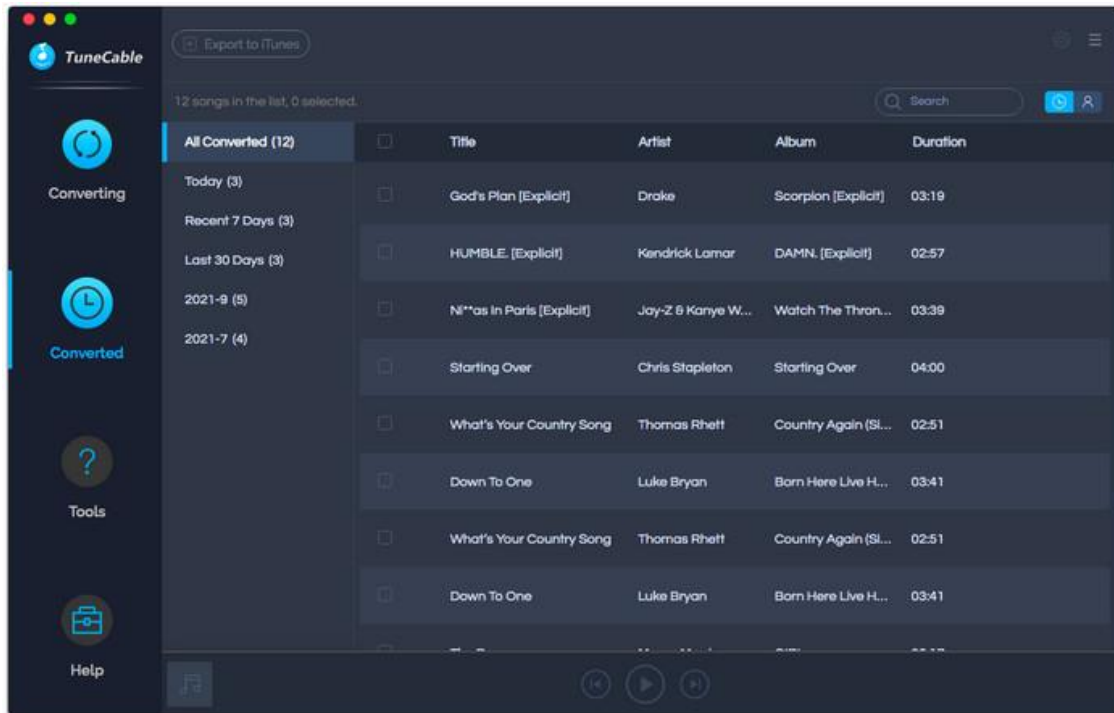 TuneCable
Export to iTunes
12 songs in the list, 0 selected.
Search
Converting
Converted
Tools
Help
All Converted (12)
Today (3)
Recent 7 Days (3)
Last 30 Days (3)
2021-9 (5)
2021-7 (4)
Title Artist Album Duration
God's Plan [Explicit] Drake Scorpion [Explicit] 03:19
HUMBLE. [Explicit] Kendrick Lamar DAMN. [Explicit] 02:57
Ni**as In Paris [Explicit] Jay-Z & Kanye W... Watch The Thron... 03:39
Starting Over Chris Stapleton Starting Over 04:00
What's Your Country Song Thomas Rhett Country Again (Si... 02:51
Down To One Luke Bryan Born Here Live H... 03:41
What's Your Country Song Thomas Rhett Country Again (Si... 02:51
Down To One Luke Bryan Born Here Live H... 03:41